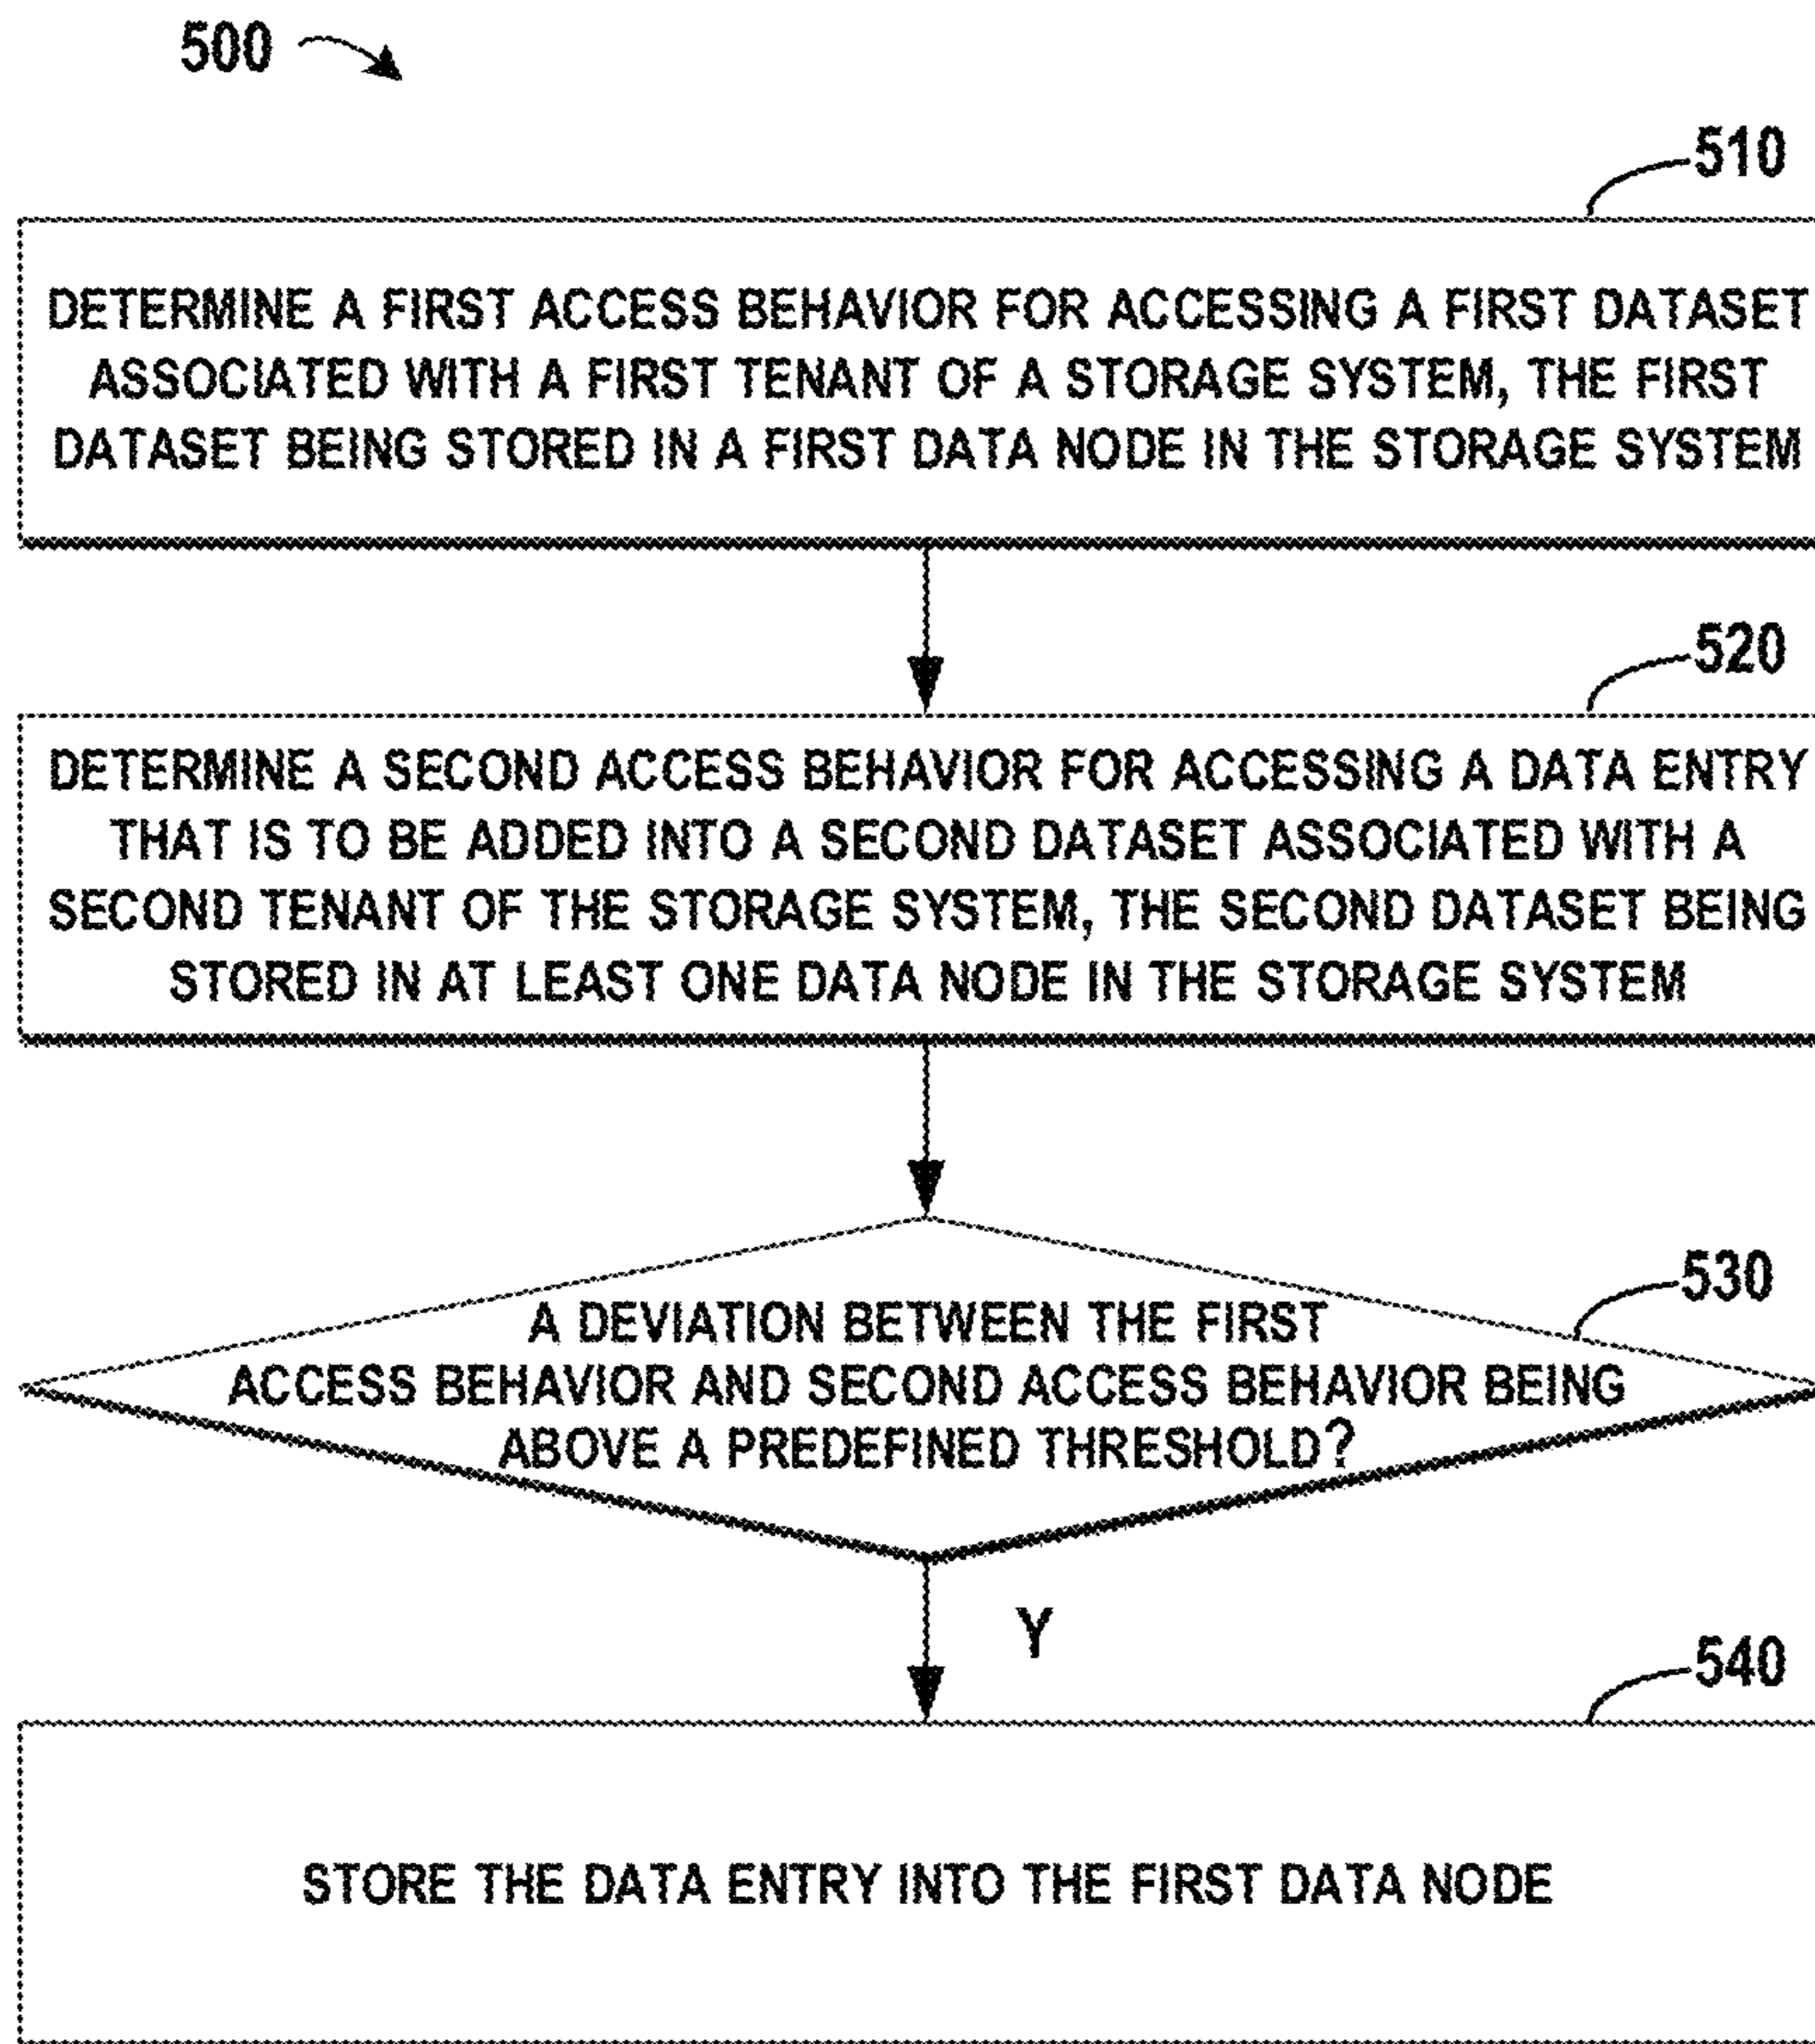 500
510
DETERMINE A FIRST ACCESS BEHAVIOR FOR ACCESSING A FIRST DATASET
ASSOCIATED WITH A FIRST TENANT OF A STORAGE SYSTEM, THE FIRST
DATASET BEING STORED IN A FIRST DATA NODE IN THE STORAGE SYSTEM
520
DETERMINE A SECOND ACCESS BEHAVIOR FOR ACCESSING A DATA ENTRY
THAT IS TO BE ADDED INTO A SECOND DATASET ASSOCIATED WITH A
SECOND TENANT OF THE STORAGE SYSTEM, THE SECOND DATASET BEING
STORED IN AT LEAST ONE DATA NODE IN THE STORAGE SYSTEM
530
A DEVIATION BETWEEN THE FIRST
ACCESS BEHAVIOR AND SECOND ACCESS BEHAVIOR BEING
ABOVE A PREDEFINED THRESHOLD?
Y
540
STORE THE DATA ENTRY INTO THE FIRST DATA NODE